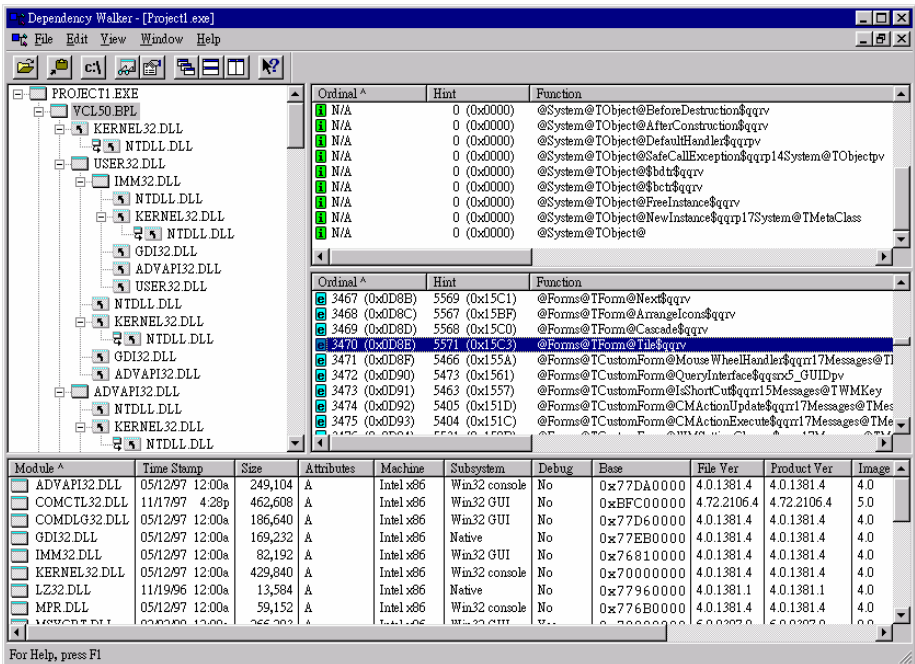 Dependency Walker - [Project1.exe]
File Edit View Window Help
c:\
PROJECT1.EXE
VCL50.BPL
KERNEL32.DLL
NTDLL.DLL
USER32.DLL
IMM32.DLL
NTDLL.DLL
KERNEL32.DLL
NTDLL.DLL
GDI32.DLL
ADVAPI32.DLL
USER32.DLL
NTDLL.DLL
KERNEL32.DLL
NTDLL.DLL
GDI32.DLL
ADVAPI32.DLL
ADVAPI32.DLL
NTDLL.DLL
KERNEL32.DLL
NTDLL.DLL
Ordinal ^ Hint Function
N/A 0 (0x0000) @System@TObject@BeforeDestruction$qqrv
N/A 0 (0x0000) @System@TObject@AfterConstruction$qqrv
N/A 0 (0x0000) @System@TObject@DefaultHandler$qqrpv
N/A 0 (0x0000) @System@TObject@SafeCallException$qqrp14System@TObjectpv
N/A 0 (0x0000) @System@TObject@$bdtr$qqrv
N/A 0 (0x0000) @System@TObject@$bctr$qqrv
N/A 0 (0x0000) @System@TObject@FreeInstance$qqrv
N/A 0 (0x0000) @System@TObject@NewInstance$qqrp17System@TMetaClass
N/A 0 (0x0000) @System@TObject@
Ordinal ^ Hint Function
3467 (0x0D8B) 5569 (0x15C1) @Forms@TForm@Next$qqrv
3468 (0x0D8C) 5567 (0x15BF) @Forms@TForm@ArrangeIcons$qqrv
3469 (0x0D8D) 5568 (0x15C0) @Forms@TForm@Cascade$qqrv
3470 (0x0D8E) 5571 (0x15C3) @Forms@TForm@Tile$qqrv
3471 (0x0D8F) 5466 (0x155A) @Forms@TCustomForm@MouseWheelHandler$qqrr17Messages@TI
3472 (0x0D90) 5473 (0x1561) @Forms@TCustomForm@QueryInterface$qqsrx5_GUIDpv
3473 (0x0D91) 5463 (0x1557) @Forms@TCustomForm@IsShortCut$qqrr15Messages@TWMKey
3474 (0x0D92) 5405 (0x151D) @Forms@TCustomForm@CMActionUpdate$qqrr17Messages@TMes
3475 (0x0D93) 5404 (0x151C) @Forms@TCustomForm@CMActionExecute$qqrr17Messages@TMe
Module ^ Time Stamp Size Attributes Machine Subsystem Debug Base File Ver Product Ver Image
ADVAPI32.DLL 05/12/97 12:00a 249,104 A Intel x86 Win32 console No 0x77DA0000 4.0.1381.4 4.0.1381.4 4.0
COMCTL32.DLL 11/17/97 4:28p 462,608 A Intel x86 Win32 GUI No 0xBFC00000 4.72.2106.4 4.72.2106.4 5.0
COMDLG32.DLL 05/12/97 12:00a 186,640 A Intel x86 Win32 GUI No 0x77D60000 4.0.1381.4 4.0.1381.4 4.0
GDI32.DLL 05/12/97 12:00a 169,232 A Intel x86 Native No 0x77EB0000 4.0.1381.4 4.0.1381.4 4.0
IMM32.DLL 05/12/97 12:00a 82,192 A Intel x86 Win32 GUI No 0x76810000 4.0.1381.4 4.0.1381.4 4.0
KERNEL32.DLL 05/12/97 12:00a 429,840 A Intel x86 Win32 console No 0x70000000 4.0.1381.4 4.0.1381.4 4.0
LZ32.DLL 11/19/96 12:00a 13,584 A Intel x86 Native No 0x77960000 4.0.1381.1 4.0.1381.1 4.0
MPR.DLL 05/12/97 12:00a 59,152 A Intel x86 Win32 console No 0x776B0000 4.0.1381.4 4.0.1381.4 4.0
For Help, press F1